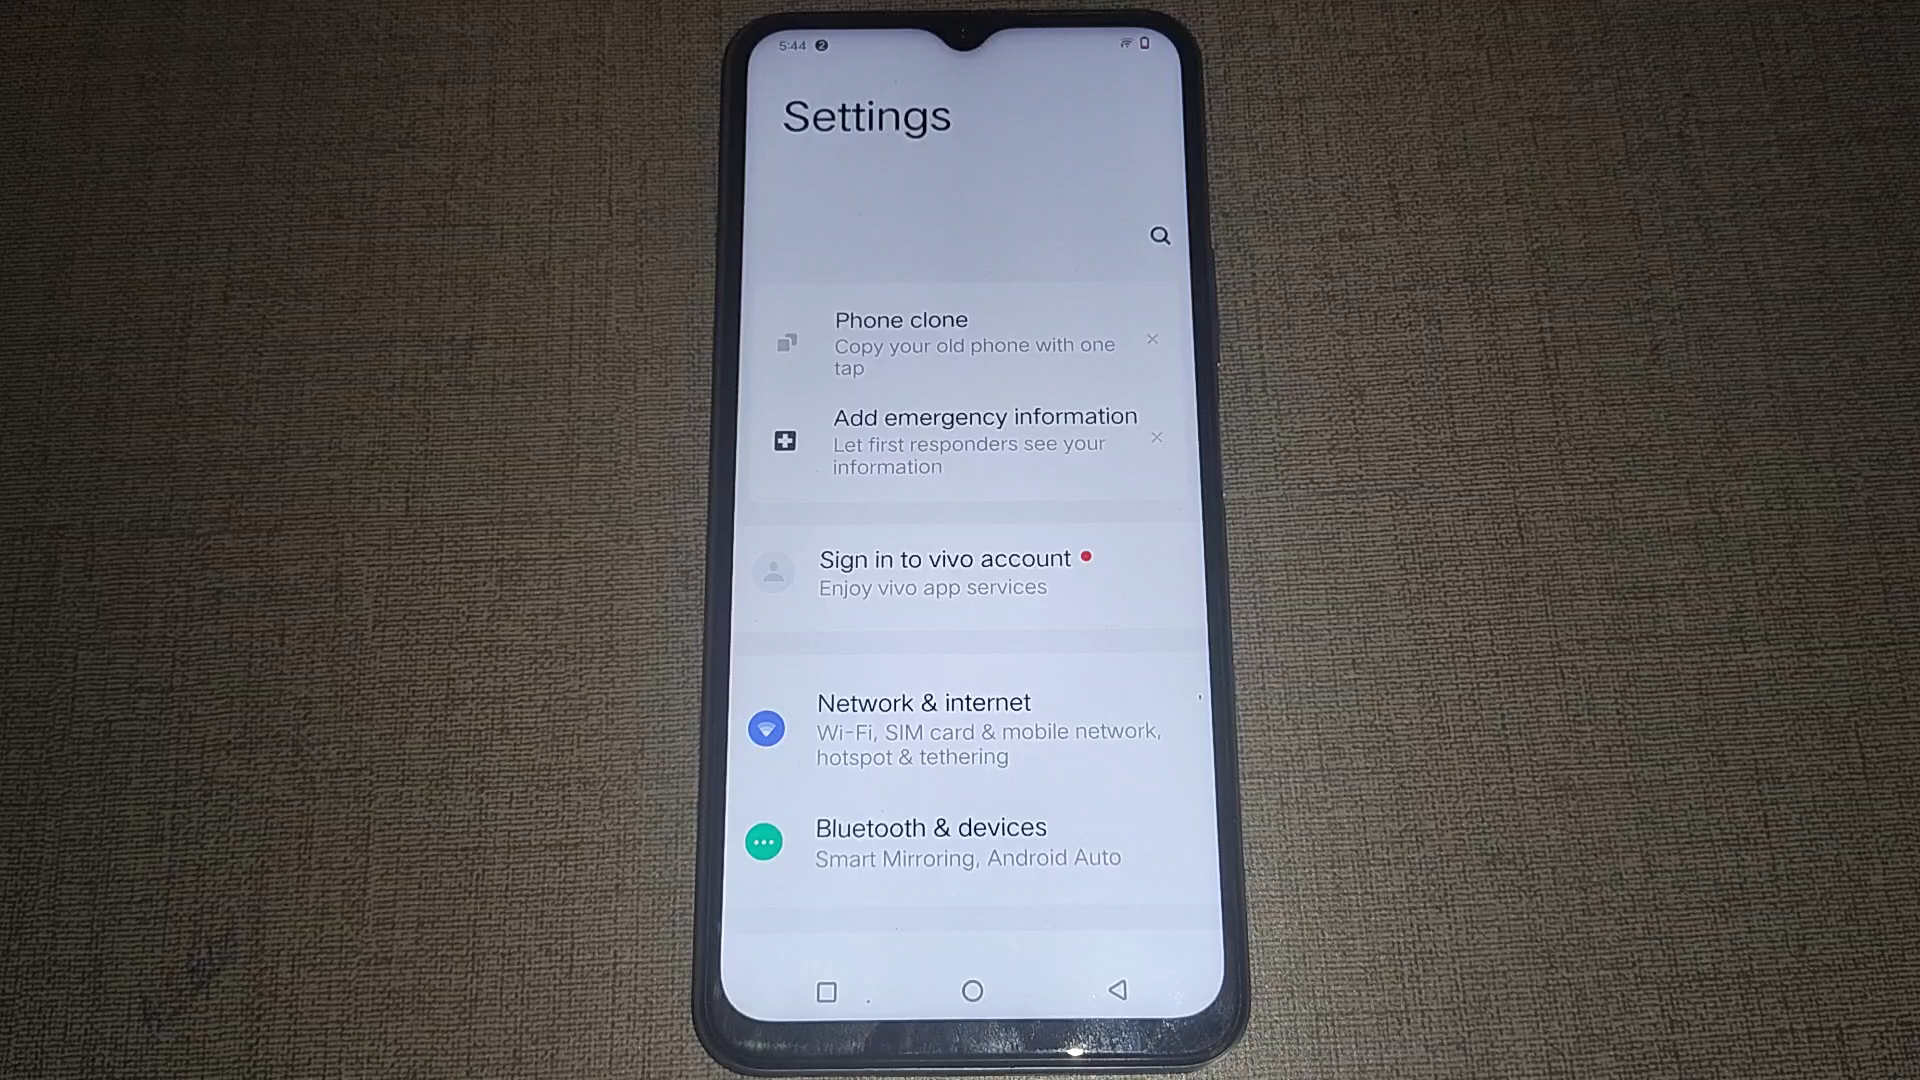 5:44 2
Settings
Phone clone
Copy your old phone with one
tap
Add emergency information
Let first responders see your
information
Sign in to vivo account
Enjoy vivo app services
Network & internet
Wi-Fi, SIM card & mobile network,
hotspot & tethering
Bluetooth & devices
Smart Mirroring, Android Auto